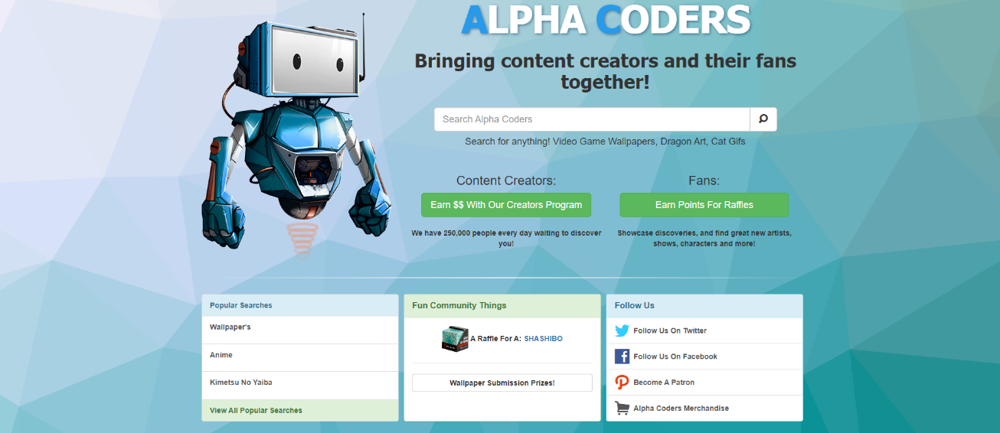 ALPHA CODERS
Bringing content creators and their fans
together!
Search Alpha Coders
Search for anything! Video Game Wallpapers, Dragon Art, Cat Gifs
Content Creators:
Earn $$ With Our Creators Program
We have 250,000 people every day waiting to discover
you!
Fans:
Earn Points For Raffles
Showcase discoveries, and find great new artists,
shows, characters and more!
Popular Searches
Wallpaper's
Anime
Kimetsu No Yaiba
View All Popular Searches
Fun Community Things
A Raffle For A: SHASHIBO
Wallpaper Submission Prizes!
Follow Us
Follow Us On Twitter
Follow Us On Facebook
Become A Patron
Alpha Coders Merchandise